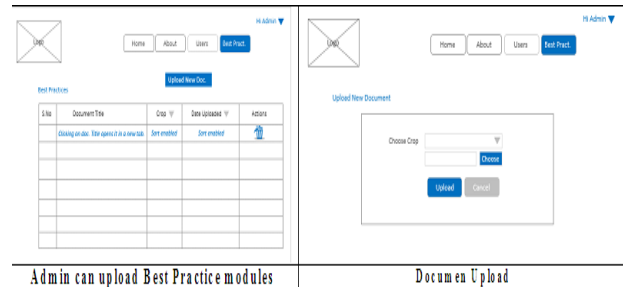 Hi Admin
Logo
Home About Users Best Pract.
Upload New Doc.
Best Practices
S.No Document Title Crop Date Uploaded Actions
Clicking on doc. Title opens it in a new tab Sort enabled Sort enabled
Admin can upload Best Practice modules
Hi Admin
Logo
Home About Users Best Pract.
Upload New Document
Choose Crop
Choose
Upload Cancel
Documen Upload